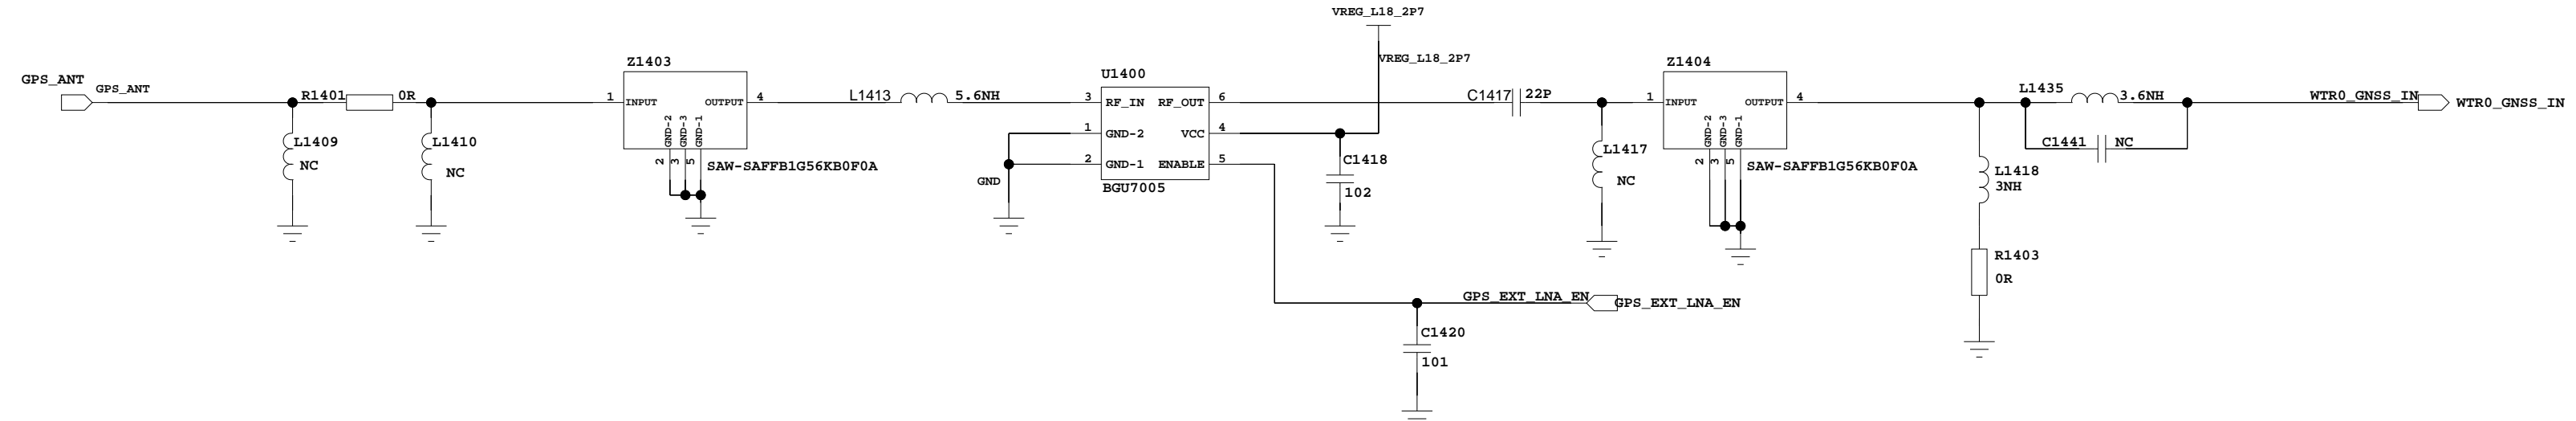 VREG_L18_2P7
VREG_L18_2P7
GPS_ANT
GPS_ANT
R1401
0R
L1409
NC
L1410
NC
Z1403
1
INPUT
OUTPUT
4
GND-2
GND-3
GND-1
2
3
5
SAW-SAFFB1G56KB0F0A
L1413
5.6NH
U1400
3
RF_IN
RF_OUT
6
1
GND-2
VCC
4
2
GND-1
ENABLE
5
GND
BGU7005
C1418
102
C1417
22P
L1417
NC
Z1404
1
INPUT
OUTPUT
4
GND-2
GND-3
GND-1
2
3
5
SAW-SAFFB1G56KB0F0A
L1435
3.6NH
C1441
NC
WTR0_GNSS_IN
WTR0_GNSS_IN
L1418
3NH
R1403
0R
GPS_EXT_LNA_EN
GPS_EXT_LNA_EN
C1420
101